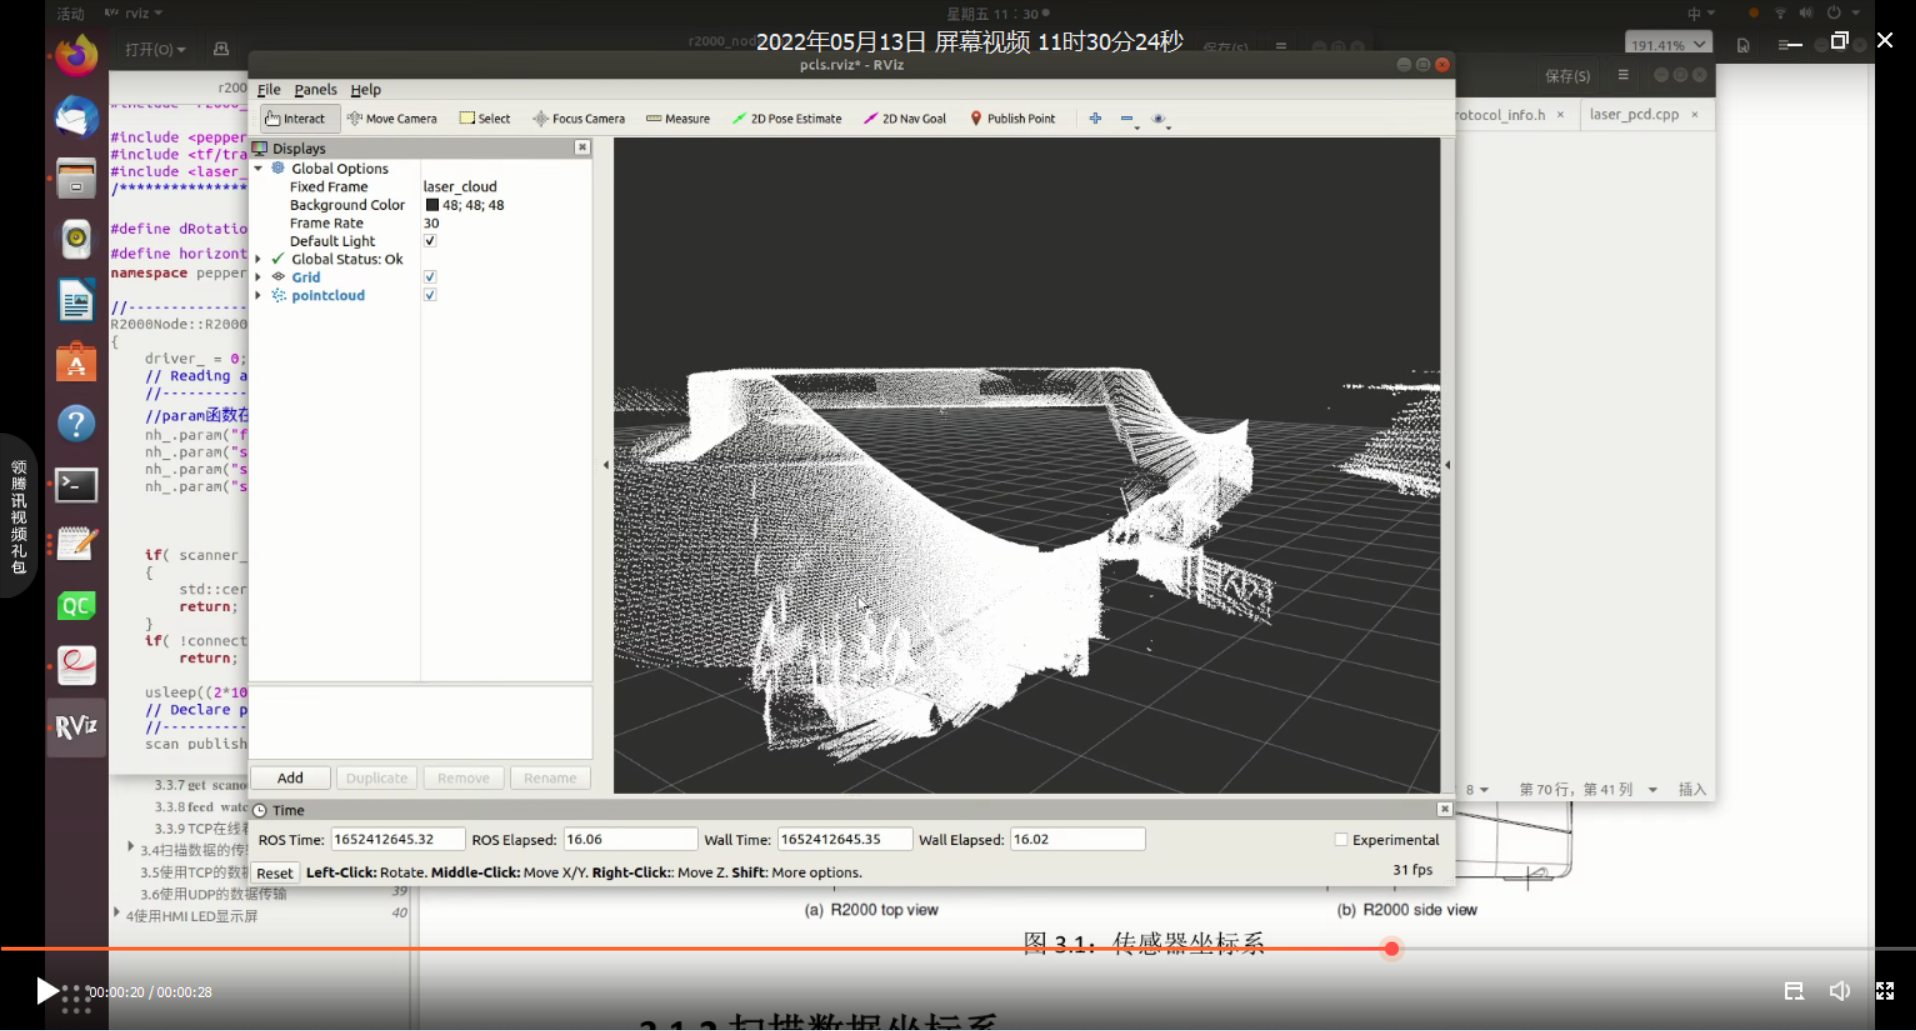 活动
rviz
星期五 11：30
中
打开(O)
r2000_nod
2022年05月13日 屏幕视频 11时30分24秒
保存(S)
191.41%
pcls.rviz* - RViz
保存(S)
r200
File Panels Help
Interact Move Camera Select Focus Camera Measure 2D Pose Estimate 2D Nav Goal Publish Point
rotocol_info.h × laser_pcd.cpp ×
#include <pepper
#include <tf/tra
#include <laser_
/***************
#define dRotatio
#define horizont
namespace pepper
//----------------
R2000Node::R2000
{
driver_ = 0;
// Reading a
//----------
//param函数在
nh_.param("f
nh_.param("s
nh_.param("s
nh_.param("s
if( scanner_
{
std::cer
return;
}
if( !connect
return;
usleep((2*10
// Declare p
//----------
scan publish
Displays
Global Options
Fixed Frame laser_cloud
Background Color 48; 48; 48
Frame Rate 30
Default Light ✓
Global Status: Ok
Grid ✓
pointcloud ✓
领腾讯视频礼包
QC
RViz
Add Duplicate Remove Rename
8 第 70 行，第 41 列 插入
3.3.7 get scano
3.3.8 feed watc
3.3.9 TCP在线
3.4扫描数据的传
3.5使用TCP的数
3.6使用UDP的数据传输 39
4使用HMI LED显示屏 40
Time
ROS Time: 1652412645.32 ROS Elapsed: 16.06 Wall Time: 1652412645.35 Wall Elapsed: 16.02 Experimental
Reset Left-Click: Rotate. Middle-Click: Move X/Y. Right-Click:: Move Z. Shift: More options. 31 fps
(a) R2000 top view
(b) R2000 side view
图 3.1：传感器坐标系
00:00:20 / 00:00:28
3.1.2 扫描数据坐标系